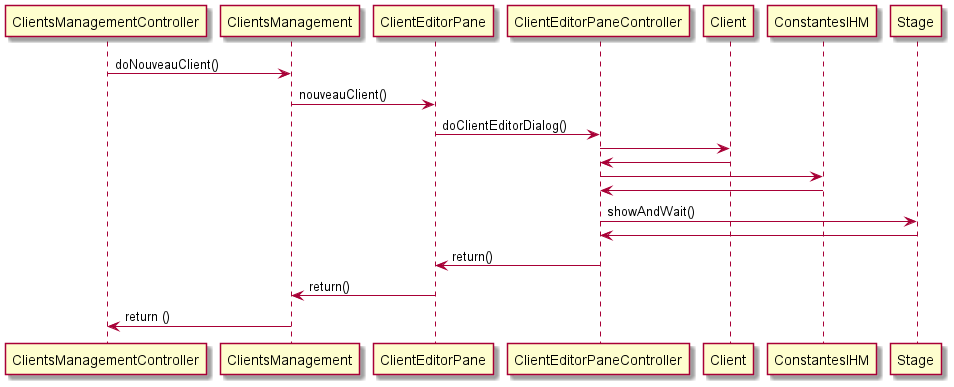 ClientsManagementController ClientsManagement ClientEditorPane ClientEditorPaneController Client ConstantesIHM Stage
doNouveauClient()
nouveauClient()
doClientEditorDialog()
showAndWait()
return()
return()
return ()
ClientsManagementController ClientsManagement ClientEditorPane ClientEditorPaneController Client ConstantesIHM Stage